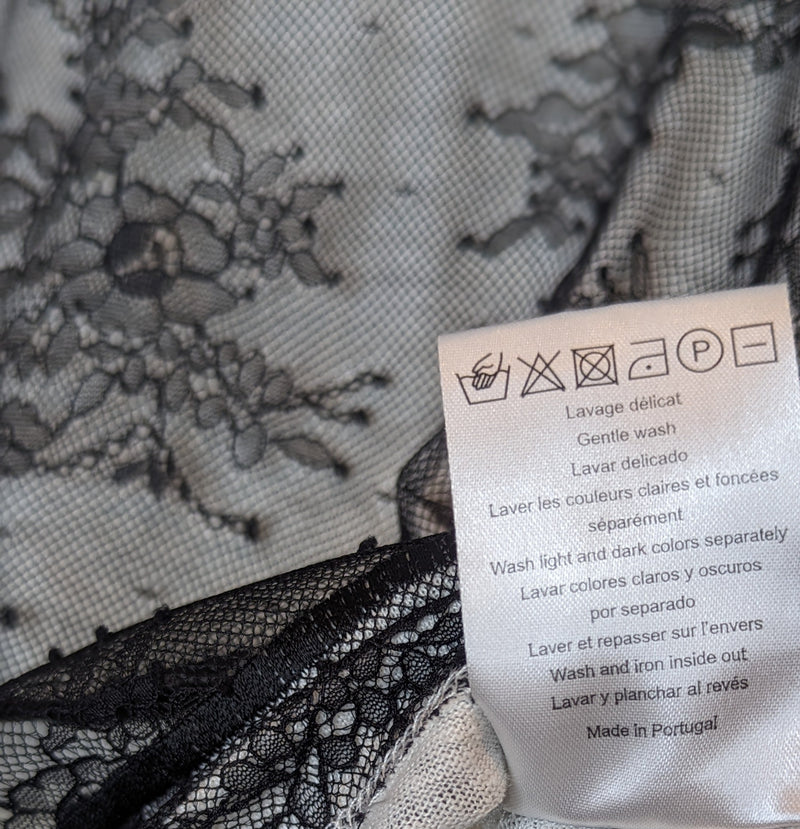 P
Lavage délicat
Gentle wash
Lavar delicado
Laver les couleurs claires et foncées
séparément
Wash light and dark colors separately
Lavar colores claros y oscuros
por separado
Laver et repasser sur l'envers
Wash and iron inside out
Lavar y planchar al revés
Made in Portugal